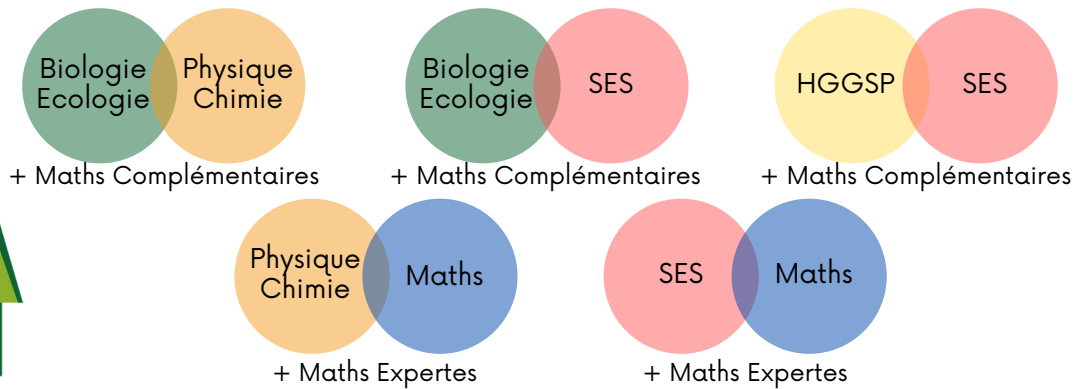 Biologie
Ecologie
Physique
Chimie
+ Maths Complémentaires
Biologie
Ecologie
SES
+ Maths Complémentaires
HGGSP
SES
+ Maths Complémentaires
Physique
Chimie
Maths
+ Maths Expertes
SES
Maths
+ Maths Expertes